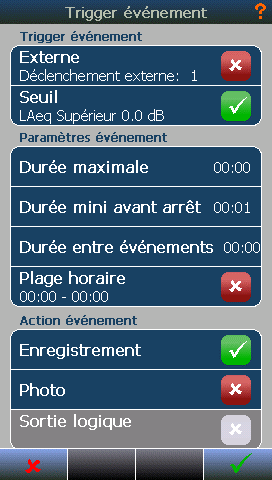 Trigger événement ?
Trigger événement
Externe
Déclenchement externe: 1
Seuil
LAeq Supérieur 0.0 dB
Paramètres événement
Durée maximale 00:00
Durée mini avant arrêt 00:01
Durée entre événements 00:00
Plage horaire
00:00 - 00:00
Action événement
Enregistrement
Photo
Sortie logique